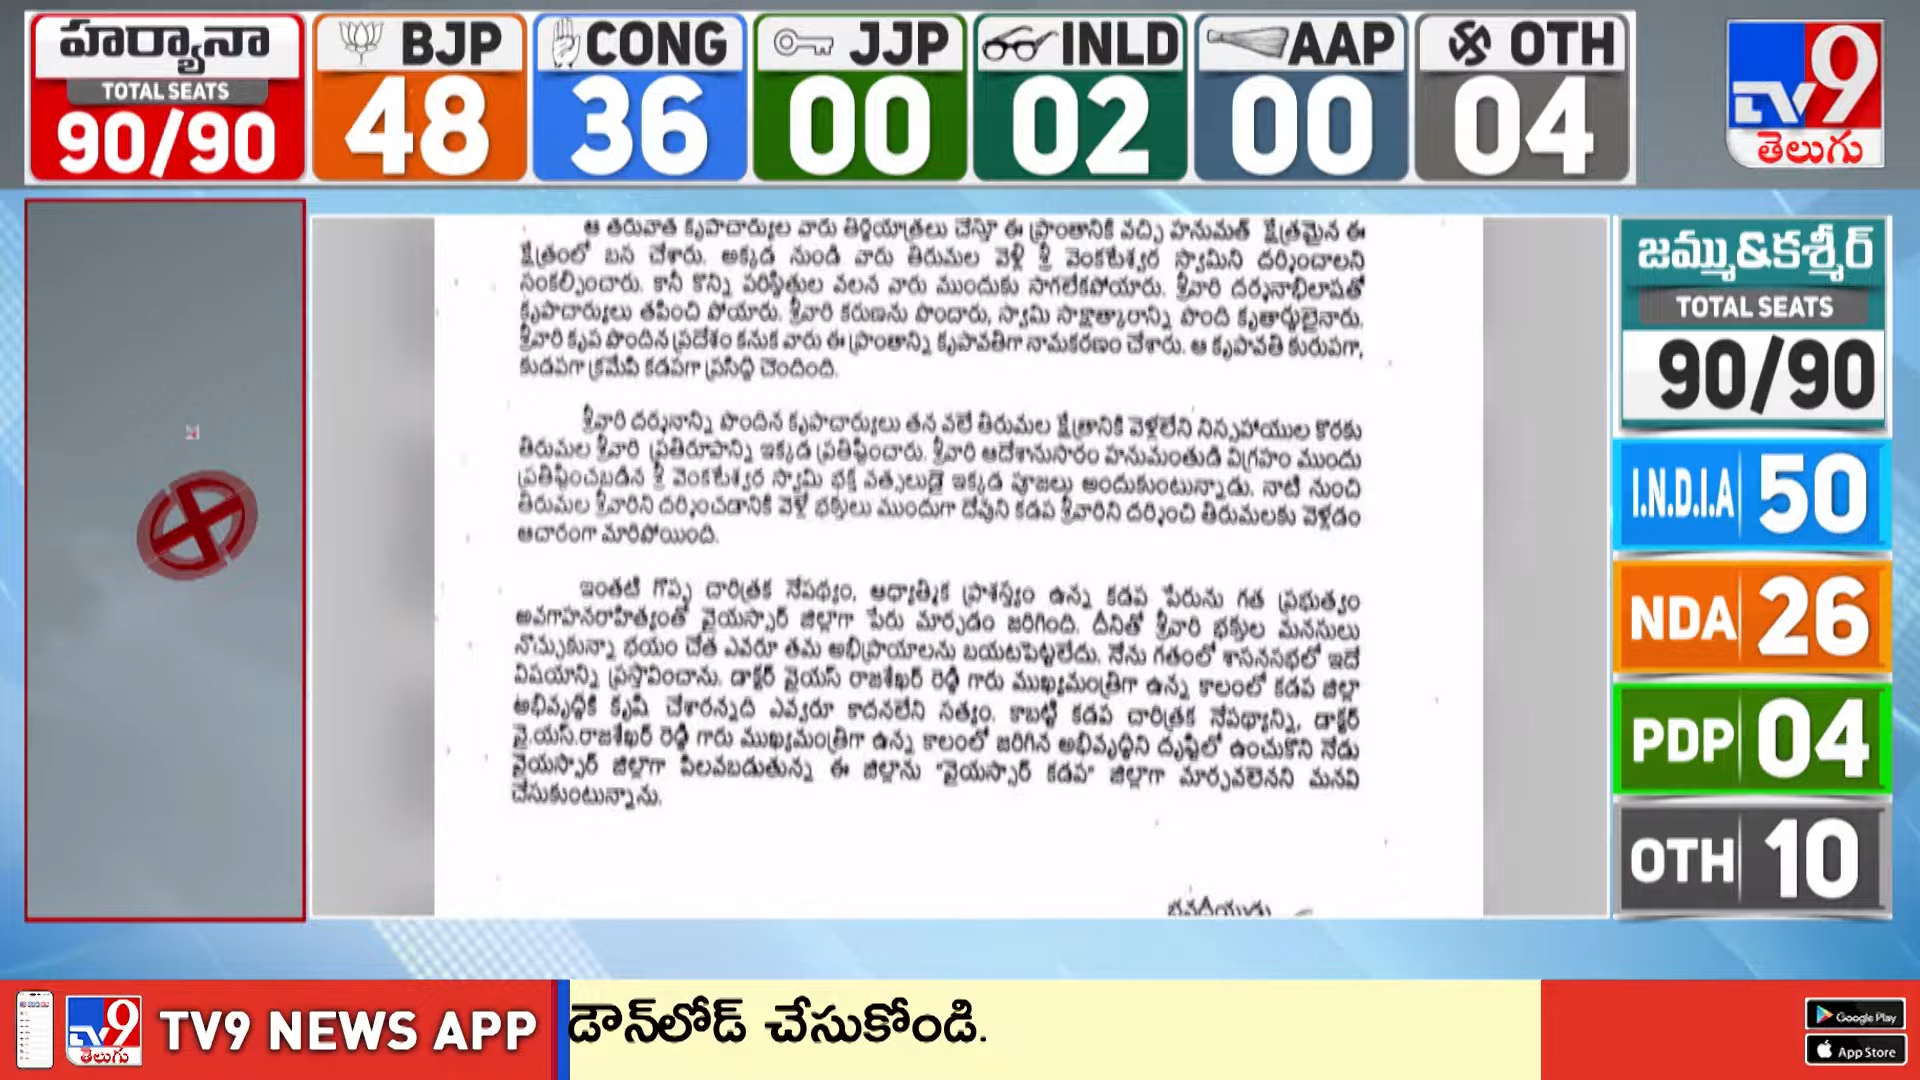 హర్యానా
TOTAL SEATS
90/90
BJP
48
CONG
36
JJP
00
INLD
02
AAP
00
OTH
04
TV9
తెలుగు
ఆ తరువాత కృపాచార్యుల వారు తీర్థయాత్రలు చేస్తూ ఈ ప్రాంతానికి వచ్చి హనుమత్ క్షేత్రమైన ఈ
క్షేత్రంలో బస చేశారు. అక్కడ నుండి వారు తిరుమల వెళ్లి శ్రీ వెంకటేశ్వర స్వామిని దర్శించాలని
సంకల్పించారు. కానీ కొన్ని పరిస్థితుల వలన వారు ముందుకు సాగలేకపోయారు. శ్రీవారి దర్శనాభిలాషతో
కృపాచార్యులు తపించి పోయారు. శ్రీవారి కరుణను పొందారు, స్వామి సాక్షాత్కారాన్ని పొంది కృతార్థులైనారు.
శ్రీవారి కృప పొందిన ప్రదేశం కనుక వారు ఈ ప్రాంతాన్ని కృపావతిగా నామకరణం చేశారు. ఆ కృపావతి కురుపగా,
కుడపగా క్రమేపి కడపగా ప్రసిద్ధి చెందింది.
శ్రీవారి దర్శనాన్ని పొందిన కృపాచార్యులు తన వలే తిరుమల క్షేత్రానికి వెళ్లలేని నిస్సహాయుల కొరకు
తిరుమల శ్రీవారి ప్రతిరూపాన్ని ఇక్కడ ప్రతిష్ఠించారు. శ్రీవారి ఆదేశానుసారం హనుమంతుడి విగ్రహం ముందు
ప్రతిష్ఠించబడిన శ్రీ వెంకటేశ్వర స్వామి భక్త వత్సలుడై ఇక్కడ పూజలు అందుకుంటున్నాడు. నాటి నుంచి
తిరుమల శ్రీవారిని దర్శించడానికి వెళ్లే భక్తులు ముందుగా దేవుని కడప శ్రీవారిని దర్శించి తిరుమలకు వెళ్లడం
ఆచారంగా మారిపోయింది.
ఇంతటి గొప్ప చారిత్రక నేపథ్యం, ఆధ్యాత్మిక ప్రాశస్త్యం ఉన్న కడప పేరును గత ప్రభుత్వం
అవగాహనరాహిత్యంతో వైయస్సార్ జిల్లాగా పేరు మార్చడం జరిగింది. దీనితో శ్రీవారి భక్తుల మనసులు
నొచ్చుకున్నా భయం చేత ఎవరూ తమ అభిప్రాయాలను బయటపెట్టలేదు. నేను గతంలో శాసనసభలో ఇదే
విషయాన్ని ప్రస్తావించాను. డాక్టర్ వైయస్ రాజశేఖర్ రెడ్డి గారు ముఖ్యమంత్రిగా ఉన్న కాలంలో కడప జిల్లా
అభివృద్ధికి కృషి చేశారన్నది ఎవ్వరూ కాదనలేని సత్యం. కాబట్టి కడప చారిత్రక నేపథ్యాన్ని, డాక్టర్
వై.యస్.రాజశేఖర్ రెడ్డి గారు ముఖ్యమంత్రిగా ఉన్న కాలంలో జరిగిన అభివృద్ధిని దృష్టిలో ఉంచుకొని నేడు
వైయస్సార్ జిల్లాగా పిలవబడుతున్న ఈ జిల్లాను "వైయస్సార్ కడప" జిల్లాగా మార్చవలెనని మనవి
చేసుకుంటున్నాను.
భవదీయుడు
జమ్ము&కశ్మీర్
TOTAL SEATS
90/90
I.N.D.I.A 50
NDA 26
PDP 04
OTH 10
TV9 తెలుగు
TV9 NEWS APP
డౌన్‌లోడ్ చేసుకోండి.
Google Play
App Store